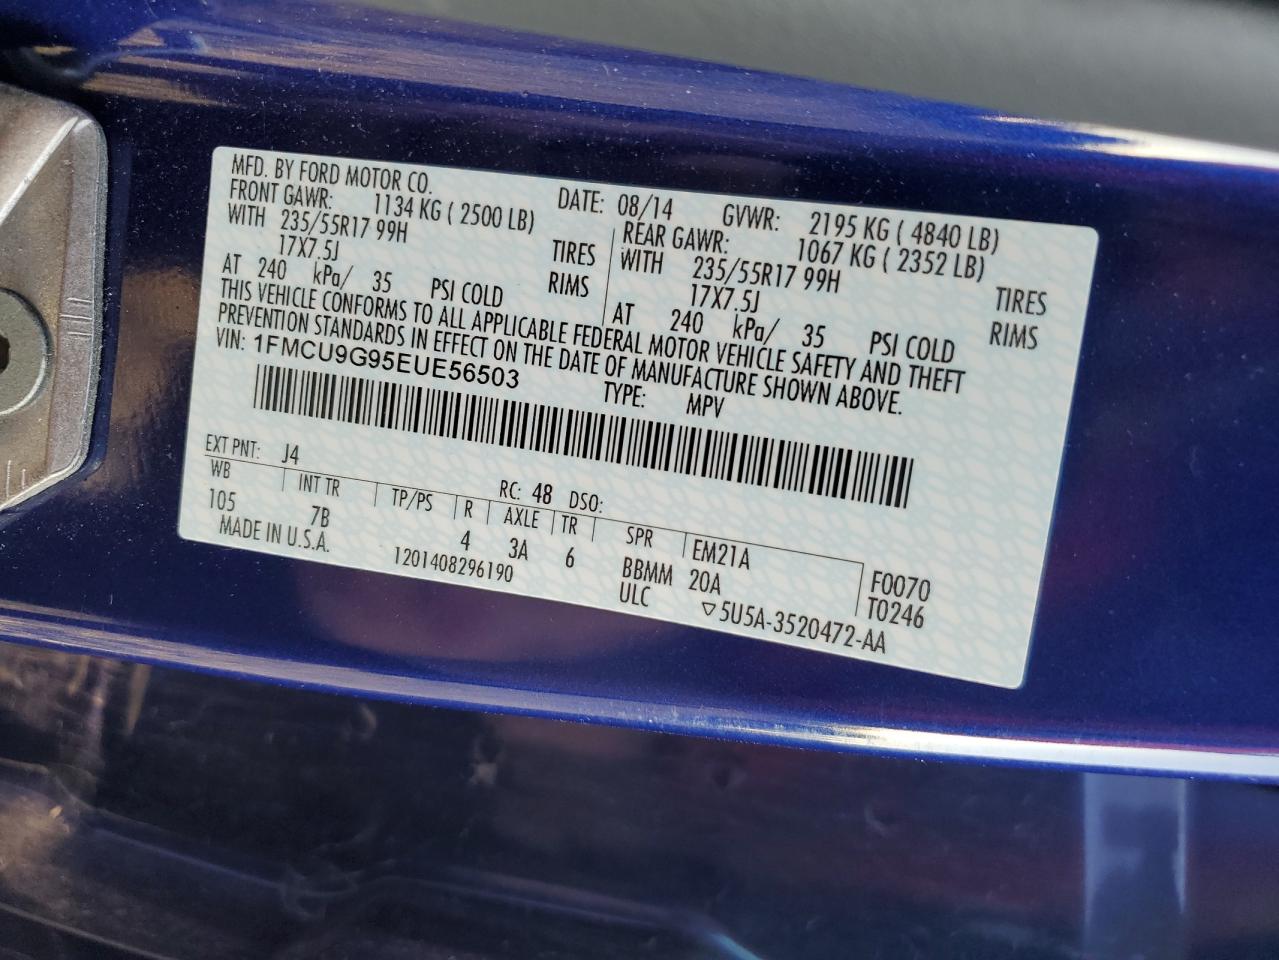 MFD. BY FORD MOTOR CO. DATE: 08/14 GVWR: 2195 KG ( 4840 LB)
FRONT GAWR: 1134 KG ( 2500 LB) REAR GAWR: 1067 KG ( 2352 LB)
WITH 235/55R17 99H TIRES WITH 235/55R17 99H TIRES
17X7.5J RIMS 17X7.5J RIMS
AT 240 kPa/ 35 PSI COLD AT 240 kPa/ 35 PSI COLD
THIS VEHICLE CONFORMS TO ALL APPLICABLE FEDERAL MOTOR VEHICLE SAFETY AND THEFT
PREVENTION STANDARDS IN EFFECT ON THE DATE OF MANUFACTURE SHOWN ABOVE.
VIN: 1FMCU9G95EUE56503 TYPE: MPV
EXT PNT: J4 RC: 48 DSO:
WB INT TR TP/PS R AXLE TR SPR EM21A F0070
105 7B 4 3A 6 BBMM 20A T0246
MADE IN U.S.A. 1201408296190 ULC ▽5U5A-3520472-AA